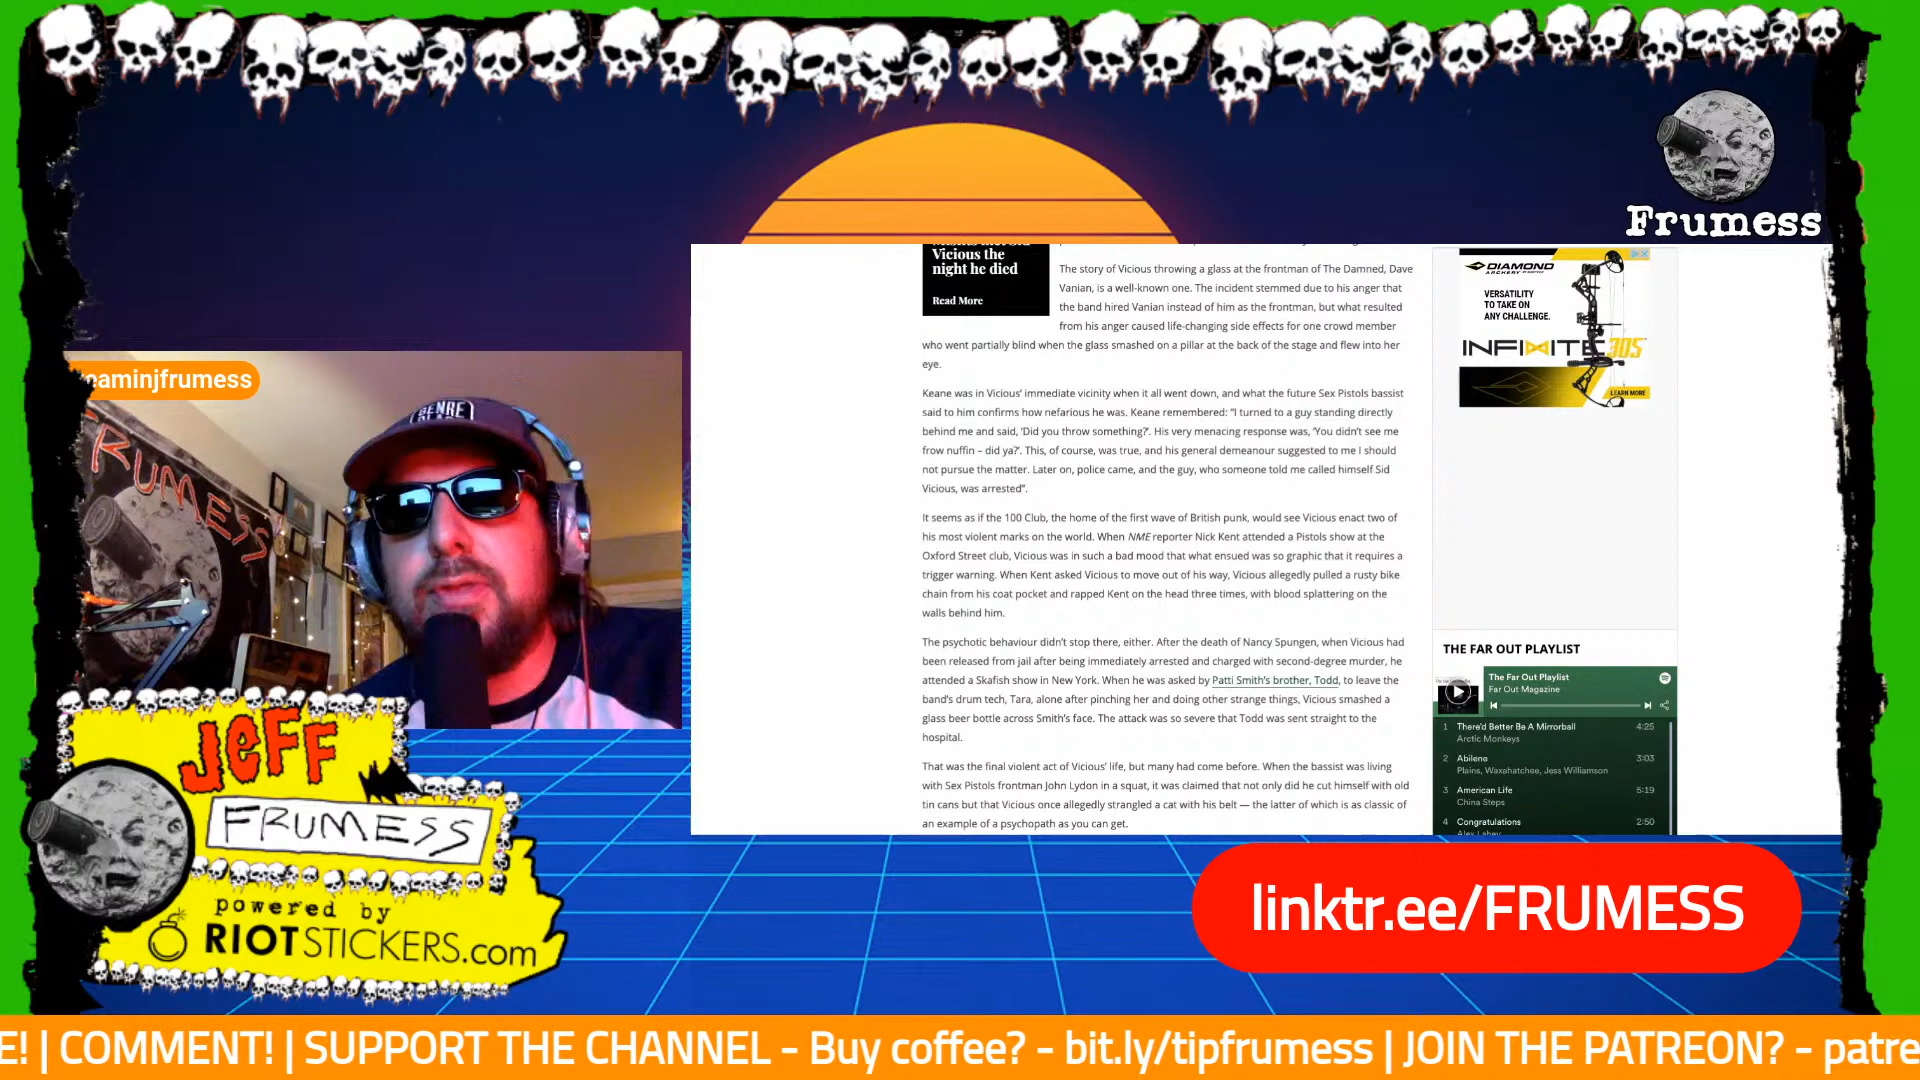 Frumess
Vicious the
night he died
Read More
The story of Vicious throwing a glass at the frontman of The Damned, Dave
Vanian, is a well-known one. The incident stemmed due to his anger that
the band hired Vanian instead of him as the frontman, but what resulted
from his anger caused life-changing side effects for one crowd member
who went partially blind when the glass smashed on a pillar at the back of the stage and flew into her
eye.
Keane was in Vicious' immediate vicinity when it all went down, and what the future Sex Pistols bassist
said to him confirms how nefarious he was. Keane remembered: "I turned to a guy standing directly
behind me and said, 'Did you throw something?'. His very menacing response was, 'You didn't see me
frow nuffin – did ya?'. This, of course, was true, and his general demeanour suggested to me I should
not pursue the matter. Later on, police came, and the guy, who someone told me called himself Sid
Vicious, was arrested".
It seems as if the 100 Club, the home of the first wave of British punk, would see Vicious enact two of
his most violent marks on the world. When NME reporter Nick Kent attended a Pistols show at the
Oxford Street club, Vicious was in such a bad mood that what ensued was so graphic that it requires a
trigger warning. When Kent asked Vicious to move out of his way, Vicious allegedly pulled a rusty bike
chain from his coat pocket and rapped Kent on the head three times, with blood splattering on the
walls behind him.
The psychotic behaviour didn't stop there, either. After the death of Nancy Spungen, when Vicious had
been released from jail after being immediately arrested and charged with second-degree murder, he
attended a Skafish show in New York. When he was asked by Patti Smith's brother, Todd, to leave the
band's drum tech, Tara, alone after pinching her and doing other strange things, Vicious smashed a
glass beer bottle across Smith's face. The attack was so severe that Todd was sent straight to the
hospital.
That was the final violent act of Vicious' life, but many had come before. When the bassist was living
with Sex Pistols frontman John Lydon in a squat, it was claimed that not only did he cut himself with old
tin cans but that Vicious once allegedly strangled a cat with his belt — the latter of which is as classic of
an example of a psychopath as you can get.
DIAMOND
VERSATILITY
TO TAKE ON
ANY CHALLENGE.
INFINITE 305
LEARN MORE
THE FAR OUT PLAYLIST
The Far Out Playlist
Far Out Magazine
1 There'd Better Be A Mirrorball 4:25
Arctic Monkeys
2 Abilene 3:03
Plains, Waxahatchee, Jess Williamson
3 American Life 5:19
China Steps
4 Congratulations 2:50
Alex Lahey
eaminjfrumess
FRUMESS
JEFF
FRUMESS
powered by
RIOTSTICKERS.com
linktr.ee/FRUMESS
E! | COMMENT! | SUPPORT THE CHANNEL - Buy coffee? - bit.ly/tipfrumess | JOIN THE PATREON? - patre